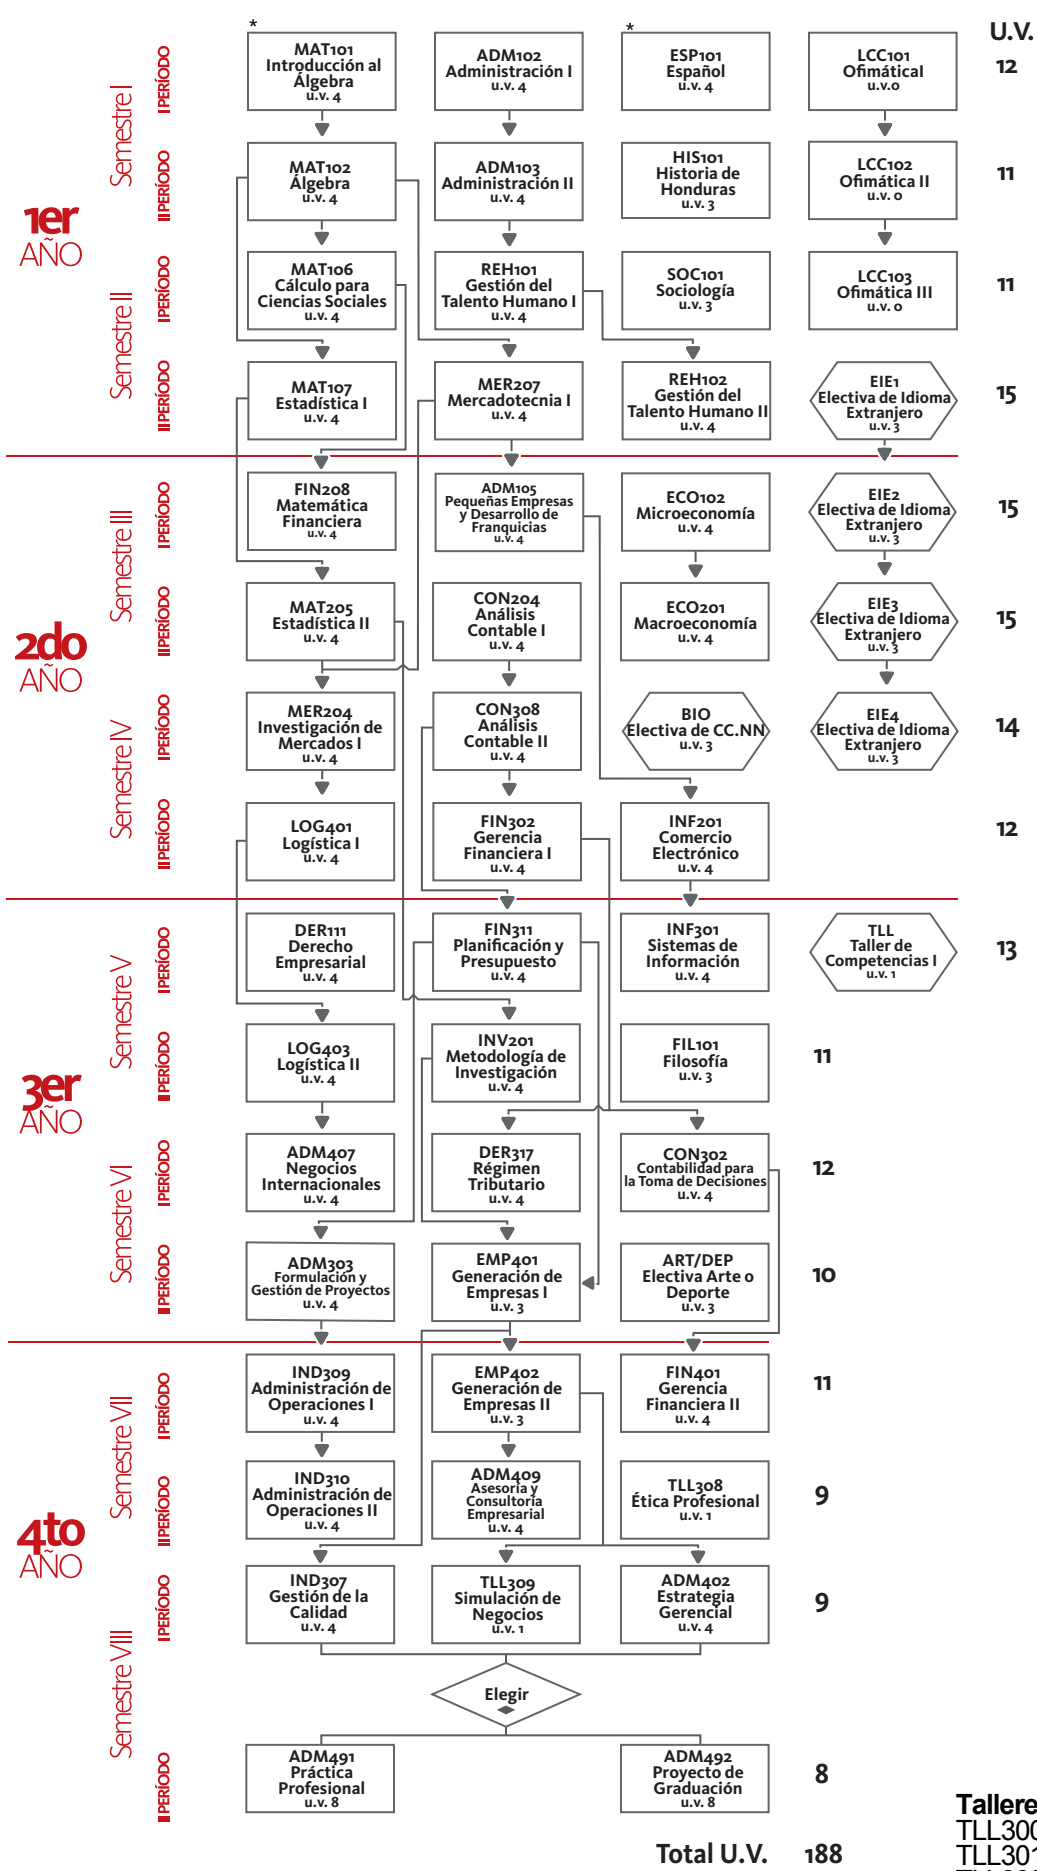 U.V.
1er
AÑO
Semestre I
I PERÍODO
*
MAT101
Introducción al
Álgebra
u.v. 4
ADM102
Administración I
u.v. 4
*
ESP101
Español
u.v. 4
LCC101
OfimáticaI
u.v.0
12
II PERÍODO
MAT102
Álgebra
u.v. 4
ADM103
Administración II
u.v. 4
HIS101
Historia de
Honduras
u.v. 3
LCC102
Ofimática II
u.v. 0
11
Semestre II
I PERÍODO
MAT106
Cálculo para
Ciencias Sociales
u.v. 4
REH101
Gestión del
Talento Humano I
u.v. 4
SOC101
Sociología
u.v. 3
LCC103
Ofimática III
u.v. 0
11
II PERÍODO
MAT107
Estadística I
u.v. 4
MER207
Mercadotecnia I
u.v. 4
REH102
Gestión del
Talento Humano II
u.v. 4
EIE1
Electiva de Idioma
Extranjero
u.v. 3
15
2do
AÑO
Semestre III
I PERÍODO
FIN208
Matemática
Financiera
u.v. 4
ADM105
Pequeñas Empresas
y Desarrollo de
Franquicias
u.v. 4
ECO102
Microeconomía
u.v. 4
EIE2
Electiva de Idioma
Extranjero
u.v. 3
15
II PERÍODO
MAT205
Estadística II
u.v. 4
CON204
Análisis
Contable I
u.v. 4
ECO201
Macroeconomía
u.v. 4
EIE3
Electiva de Idioma
Extranjero
u.v. 3
15
Semestre IV
I PERÍODO
MER204
Investigación de
Mercados I
u.v. 4
CON308
Análisis
Contable II
u.v. 4
BIO
Electiva de CC.NN
u.v. 3
EIE4
Electiva de Idioma
Extranjero
u.v. 3
14
II PERÍODO
LOG401
Logística I
u.v. 4
FIN302
Gerencia
Financiera I
u.v. 4
INF201
Comercio
Electrónico
u.v. 4
12
3er
AÑO
Semestre V
I PERÍODO
DER111
Derecho
Empresarial
u.v. 4
FIN311
Planificación y
Presupuesto
u.v. 4
INF301
Sistemas de
Información
u.v. 4
TLL
Taller de
Competencias I
u.v. 1
13
II PERÍODO
LOG403
Logística II
u.v. 4
INV201
Metodología de
Investigación
u.v. 4
FIL101
Filosofía
u.v. 3
11
Semestre VI
I PERÍODO
ADM407
Negocios
Internacionales
u.v. 4
DER317
Régimen
Tributario
u.v. 4
CON302
Contabilidad para
la Toma de Decisiones
u.v. 4
12
II PERÍODO
ADM303
Formulación y
Gestión de Proyectos
u.v. 4
EMP401
Generación de
Empresas I
u.v. 3
ART/DEP
Electiva Arte o
Deporte
u.v. 3
10
4to
AÑO
Semestre VII
I PERÍODO
IND309
Administración de
Operaciones I
u.v. 4
EMP402
Generación de
Empresas II
u.v. 3
FIN401
Gerencia
Financiera II
u.v. 4
11
II PERÍODO
IND310
Administración de
Operaciones II
u.v. 4
ADM409
Asesoría y
Consultoría
Empresarial
u.v. 4
TLL308
Ética Profesional
u.v. 1
9
Semestre VIII
I PERÍODO
IND307
Gestión de la
Calidad
u.v. 4
TLL309
Simulación de
Negocios
u.v. 1
ADM402
Estrategia
Gerencial
u.v. 4
9
Elegir
II PERÍODO
ADM491
Práctica
Profesional
u.v. 8
ADM492
Proyecto de
Graduación
u.v. 8
8
Total U.V. 188
Tallere
TLL300
TLL301